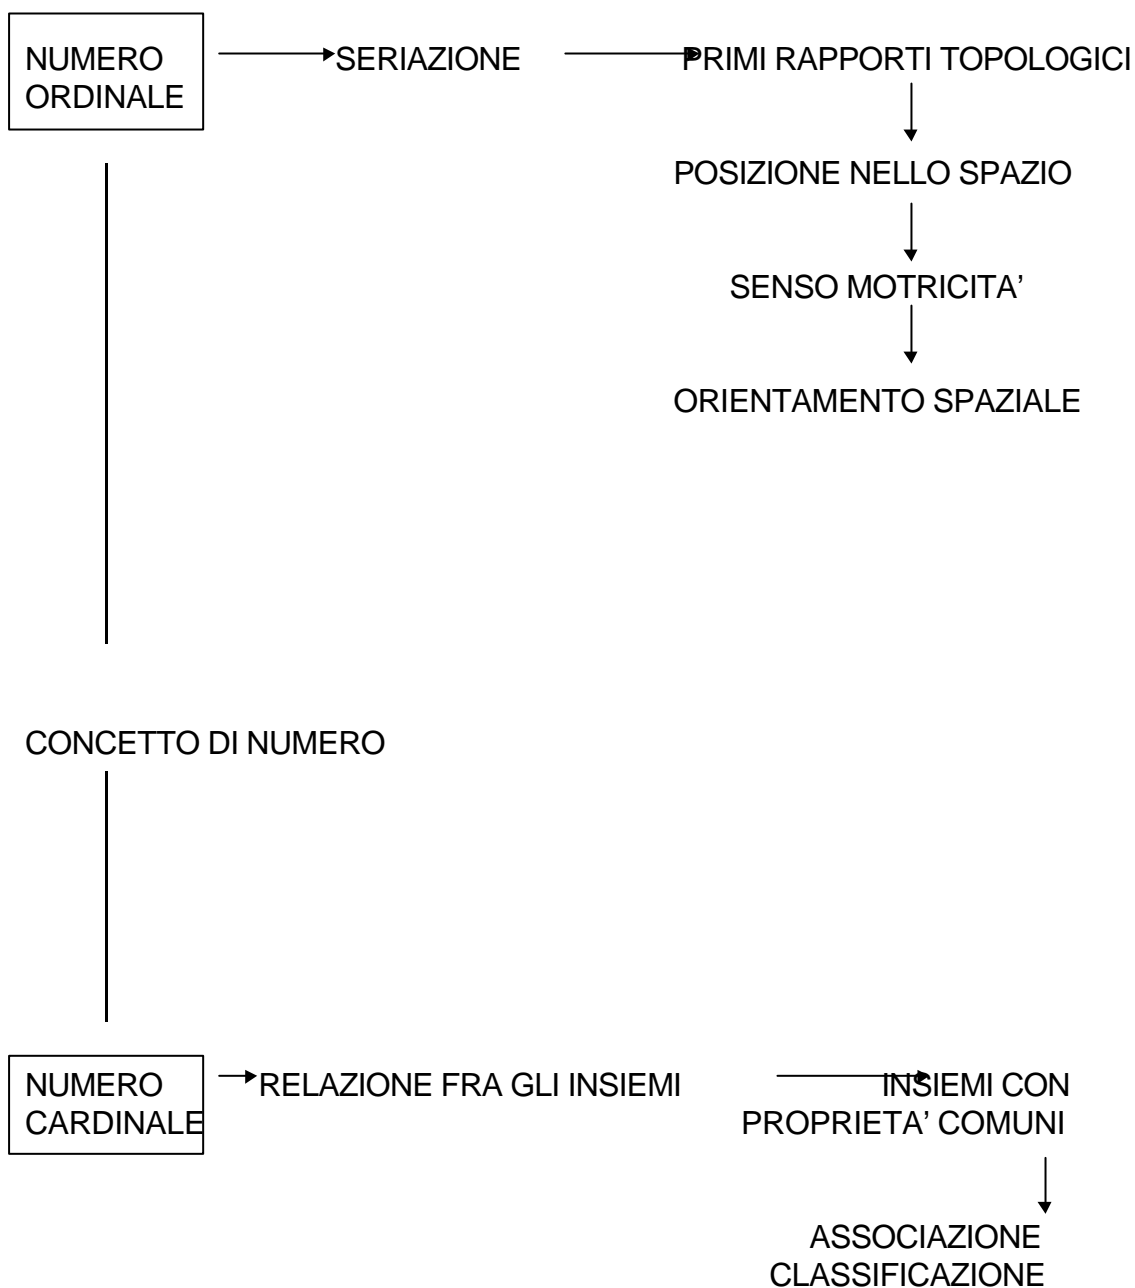 NUMERO
ORDINALE
SERIAZIONE
PRIMI RAPPORTI TOPOLOGICI
POSIZIONE NELLO SPAZIO
SENSO MOTRICITA’
ORIENTAMENTO SPAZIALE
CONCETTO DI NUMERO
NUMERO
CARDINALE
RELAZIONE FRA GLI INSIEMI
INSIEMI CON
PROPRIETA’ COMUNI
ASSOCIAZIONE
CLASSIFICAZIONE